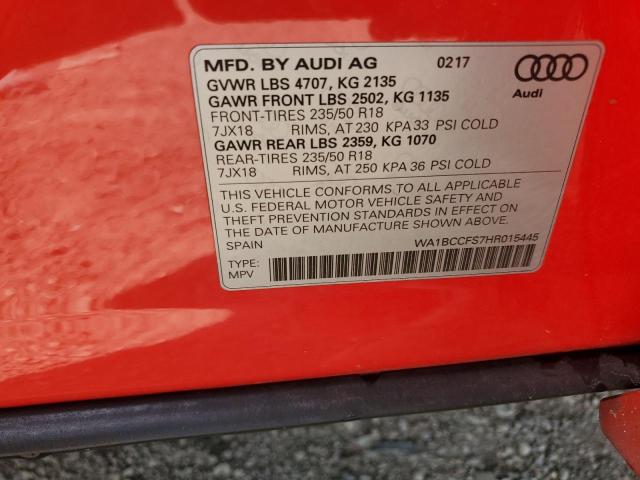 MFD. BY AUDI AG 0217
GVWR LBS 4707, KG 2135
GAWR FRONT LBS 2502, KG 1135
FRONT-TIRES 235/50 R18
7JX18 RIMS, AT 230 KPA 33 PSI COLD
GAWR REAR LBS 2359, KG 1070
REAR-TIRES 235/50 R18
7JX18 RIMS, AT 250 KPA 36 PSI COLD
Audi
THIS VEHICLE CONFORMS TO ALL APPLICABLE
U.S. FEDERAL MOTOR VEHICLE SAFETY AND
THEFT PREVENTION STANDARDS IN EFFECT ON
THE DATE OF MANUFACTURE SHOWN ABOVE.
SPAIN WA1BCCFS7HR015445
TYPE:
MPV